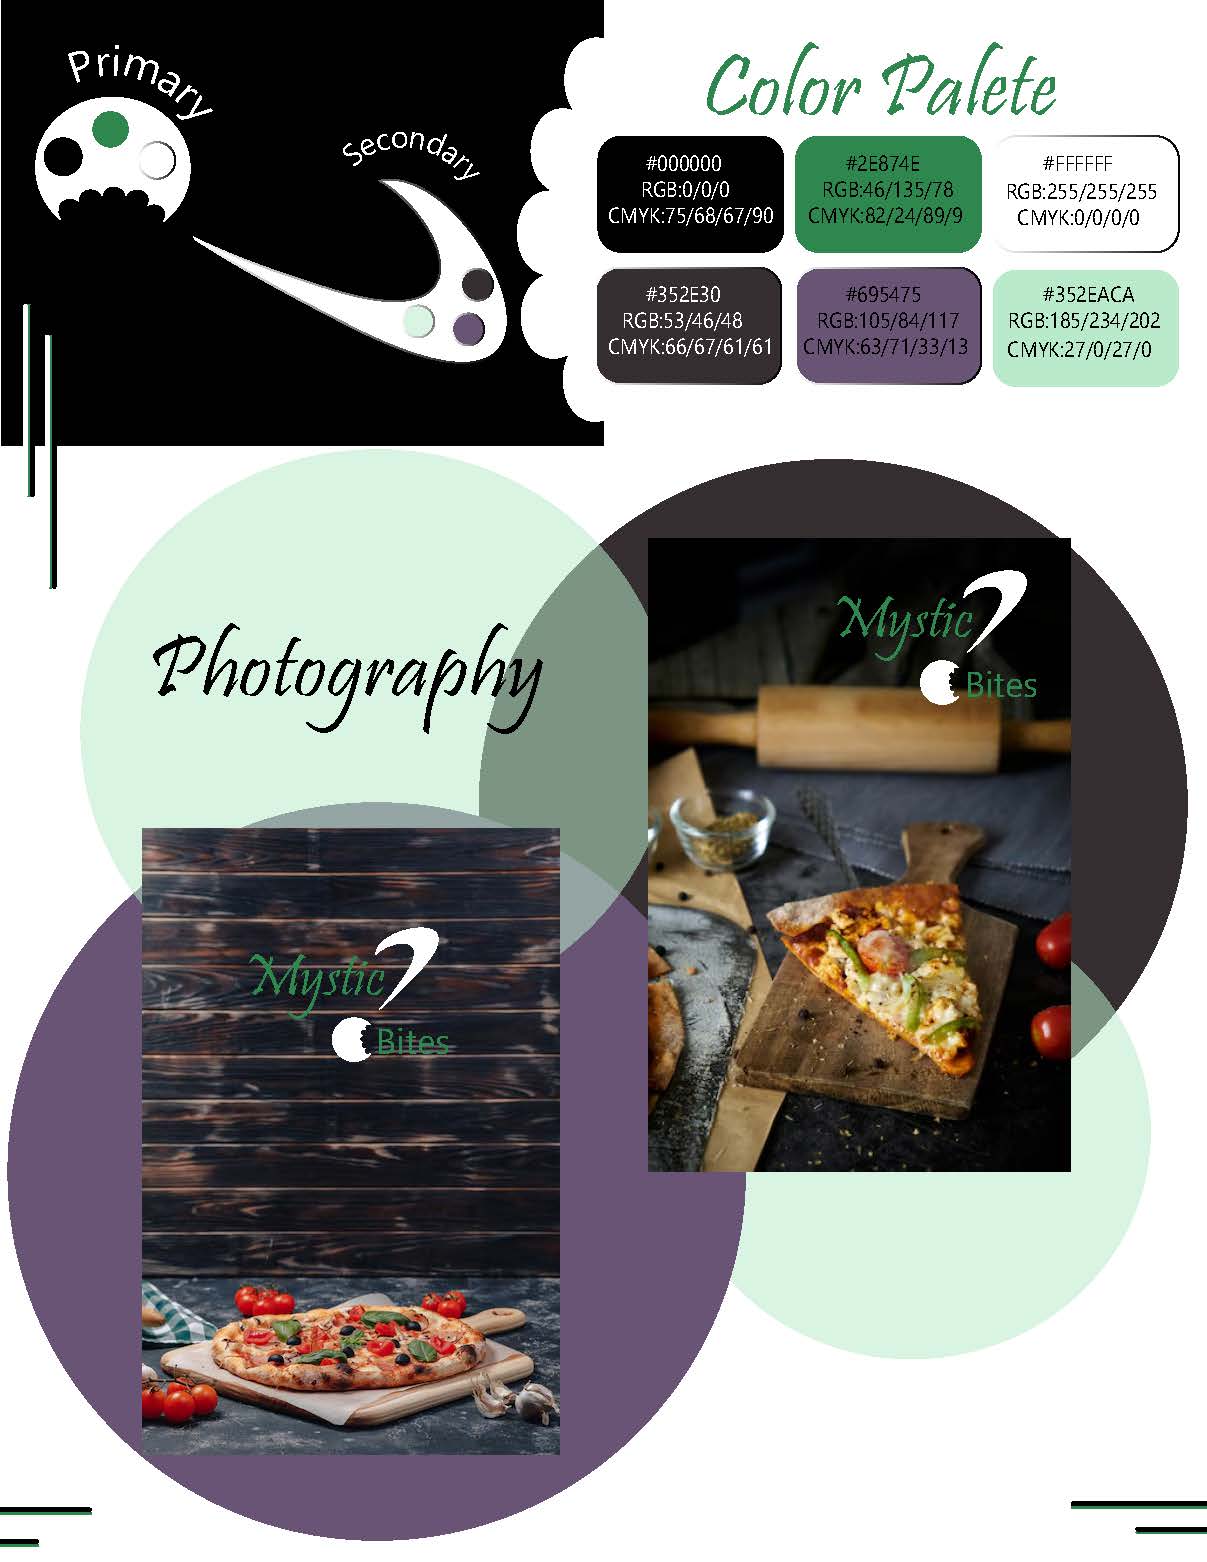 Primary
Secondary
Color Palete
#000000
RGB:0/0/0
CMYK:75/68/67/90
#2E874E
RGB:46/135/78
CMYK:82/24/89/9
#FFFFFF
RGB:255/255/255
CMYK:0/0/0/0
#352E30
RGB:53/46/48
CMYK:66/67/61/61
#695475
RGB:105/84/117
CMYK:63/71/33/13
#352EACA
RGB:185/234/202
CMYK:27/0/27/0
Photography
Mystic
Bites
Mystic
Bites